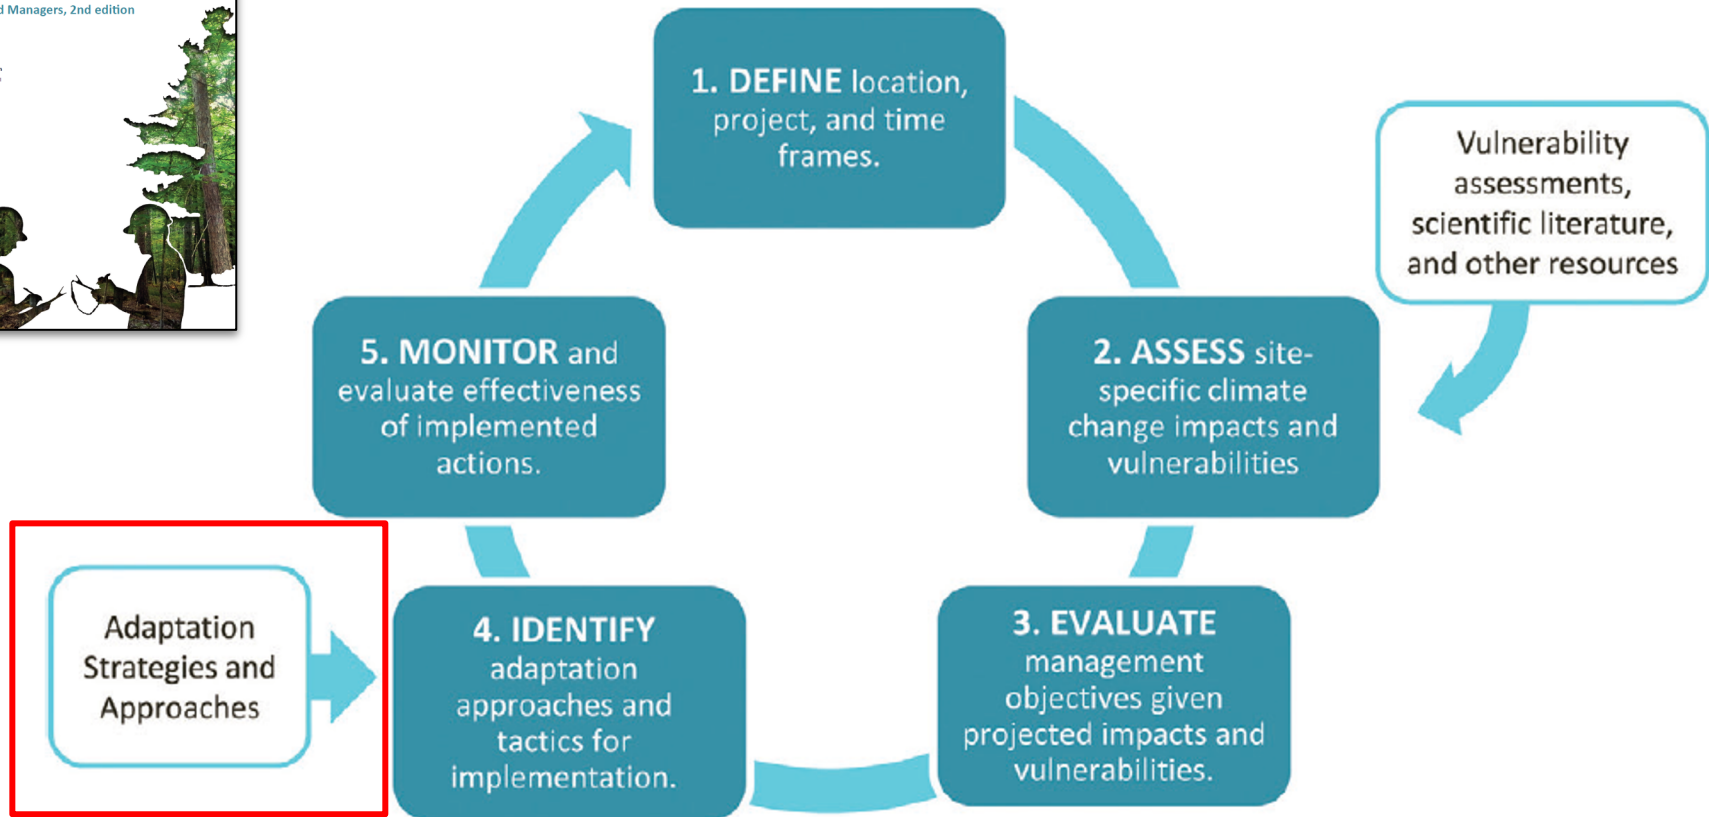 d Managers, 2nd edition
1. DEFINE location,
project, and time
frames.
Vulnerability
assessments,
scientific literature,
and other resources
2. ASSESS site-
specific climate
change impacts and
vulnerabilities
3. EVALUATE
management
objectives given
projected impacts and
vulnerabilities.
4. IDENTIFY
adaptation
approaches and
tactics for
implementation.
Adaptation
Strategies and
Approaches
5. MONITOR and
evaluate effectiveness
of implemented
actions.